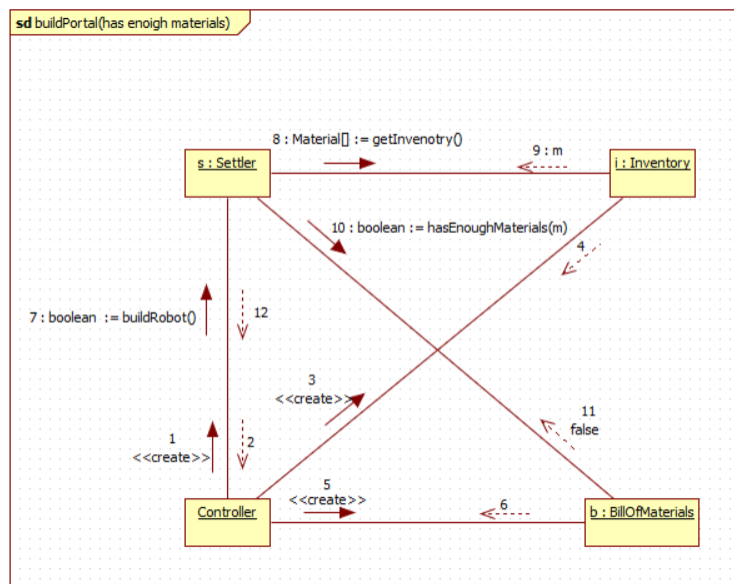 sd buildPortal(has enoigh materials)
8 : Material[] := getInvenotry()
9 : m
s : Settler
i : Inventory
10 : boolean := hasEnoughMaterials(m)
4
7 : boolean := buildRobot()
12
3
<<create>>
11
false
1
<<create>>
2
5
<<create>>
6
Controller
b : BillOfMaterials